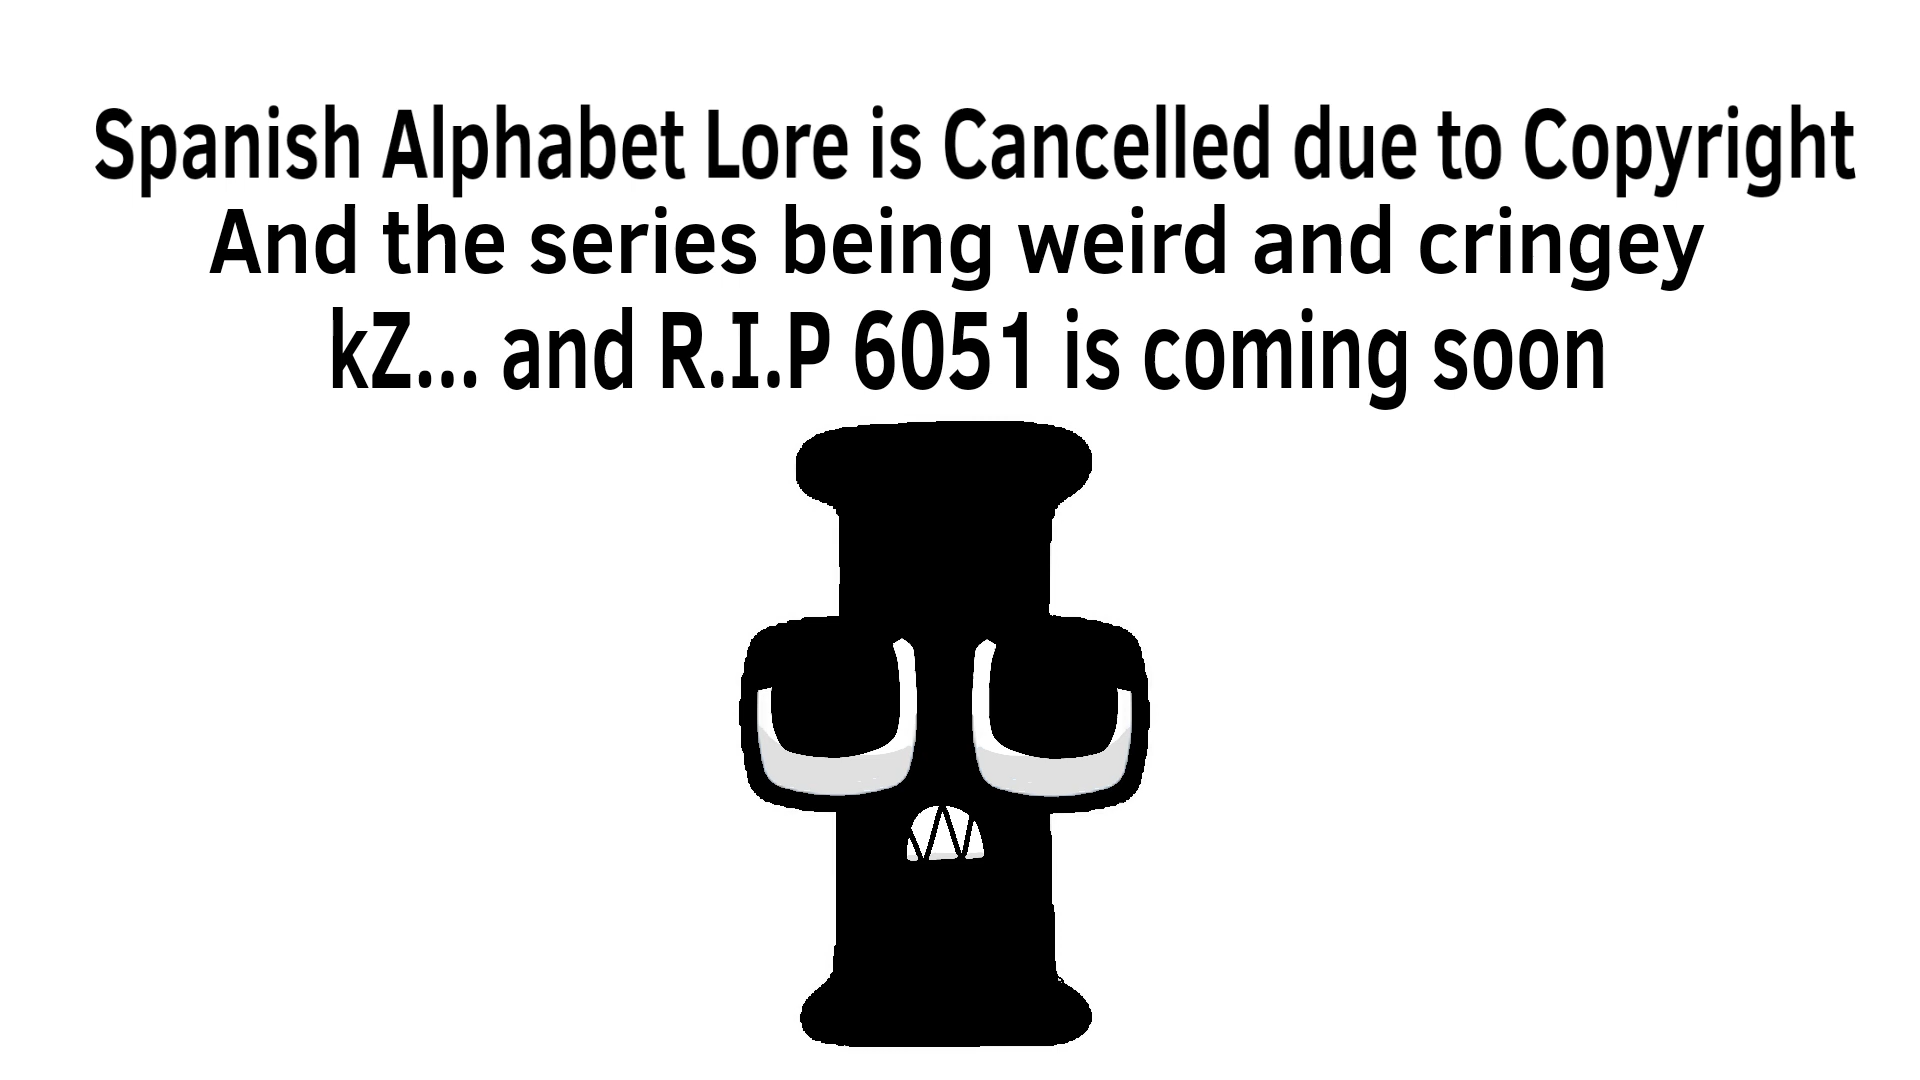 Spanish Alphabet Lore is Cancelled due to Copyright
And the series being weird and cringey
kZ... and R.I.P 6051 is coming soon